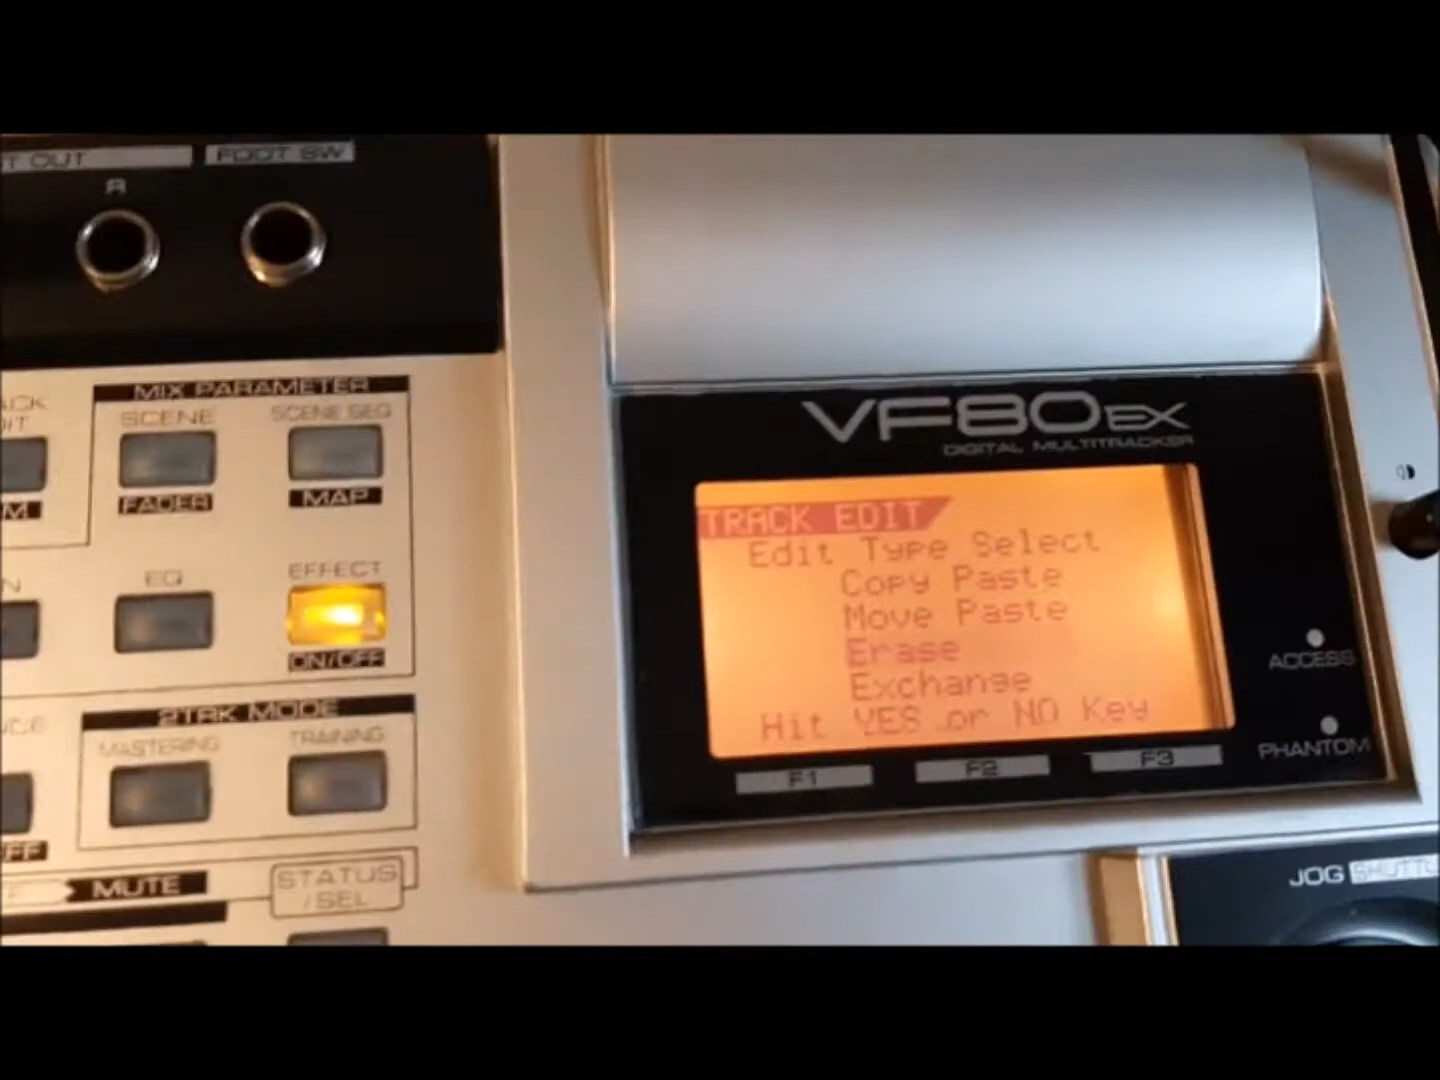 T OUT
FOOT SW
R
MIX PARAMETER
SCENE
SCENE SEQ
FADER
MAP
EQ
EFFECT
ON/OFF
2TRK MODE
MASTERING
TRAINING
MUTE
STATUS
/SEL
VF80EX
DIGITAL MULTITRACKER
TRACK EDIT
Edit Type Select
Copy Paste
Move Paste
Erase
Exchange
Hit YES or NO Key
F1
F2
F3
ACCESS
PHANTOM
JOG